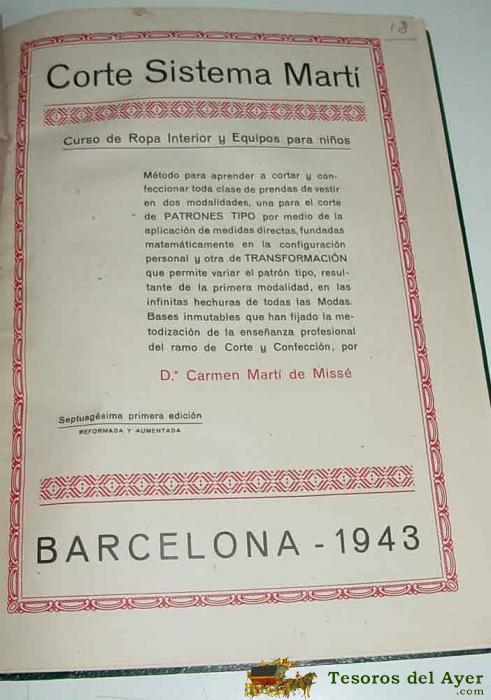 18
Corte Sistema Martí
Curso de Ropa Interior y Equipos para niños
Método para aprender a cortar y con-
feccionar toda clase de prendas de vestir
en dos modalidades, una para el corte
de PATRONES TIPO por medio de la
aplicación de medidas directas, fundadas
matemáticamente en la configuración
personal y otra de TRANSFORMACIÓN
que permite variar el patrón tipo, resul-
tante de la primera modalidad, en las
infinitas hechuras de todas las Modas.
Bases inmutables que han fijado la me-
todización de la enseñanza profesional
del ramo de Corte y Confección, por
D.ª Carmen Martí de Missé
Septuagésima primera edición
REFORMADA Y AUMENTADA
BARCELONA - 1943
Tesoros del Ayer
.com